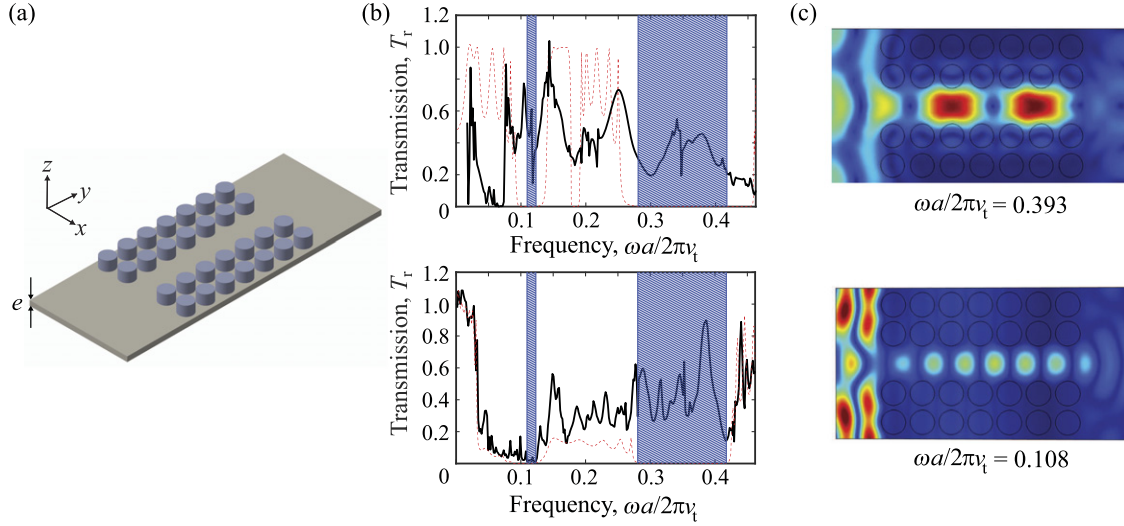 (a)
z
y
x
e
(b)
Transmission, Tr
1.2
1.0
0.6
0.4
0.2
0
0.1
0.2
0.3
0.4
Frequency, ωa/2πvt
Transmission, Tr
1.2
1.0
0.8
0.6
0.4
0.2
0
0.1
0.2
0.3
0.4
Frequency, ωa/2πvt
(c)
ωa/2πvt = 0.393
ωa/2πvt = 0.108